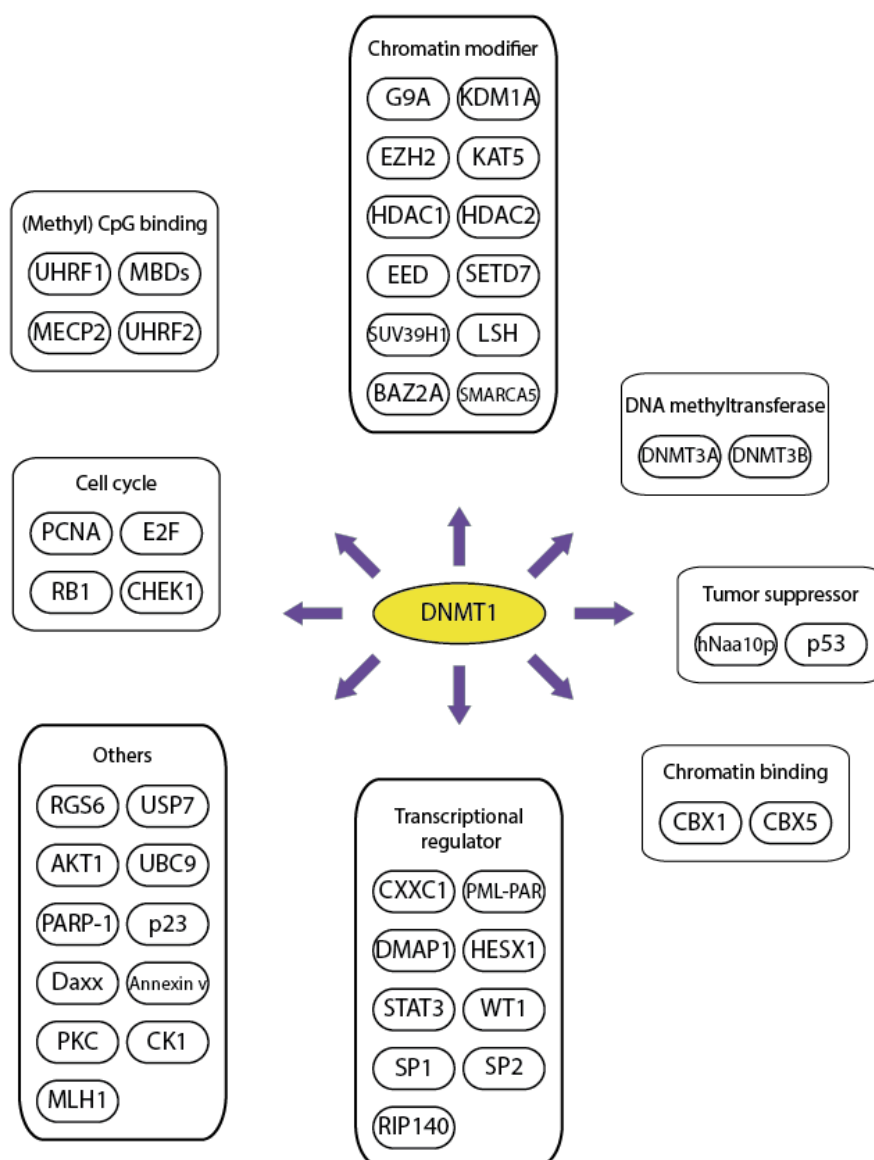 Chromatin modifier
G9A KDM1A
EZH2 KAT5
HDAC1 HDAC2
EED SETD7
SUV39H1 LSH
BAZ2A SMARCA5
(Methyl) CpG binding
UHRF1 MBDs
MECP2 UHRF2
DNA methyltransferase
DNMT3A DNMT3B
Cell cycle
PCNA E2F
RB1 CHEK1
DNMT1
Tumor suppressor
hNaa10p p53
Others
RGS6 USP7
AKT1 UBC9
PARP-1 p23
Daxx Annexin v
PKC CK1
MLH1
Transcriptional
regulator
CXXC1 PML-PAR
DMAP1 HESX1
STAT3 WT1
SP1 SP2
RIP140
Chromatin binding
CBX1 CBX5